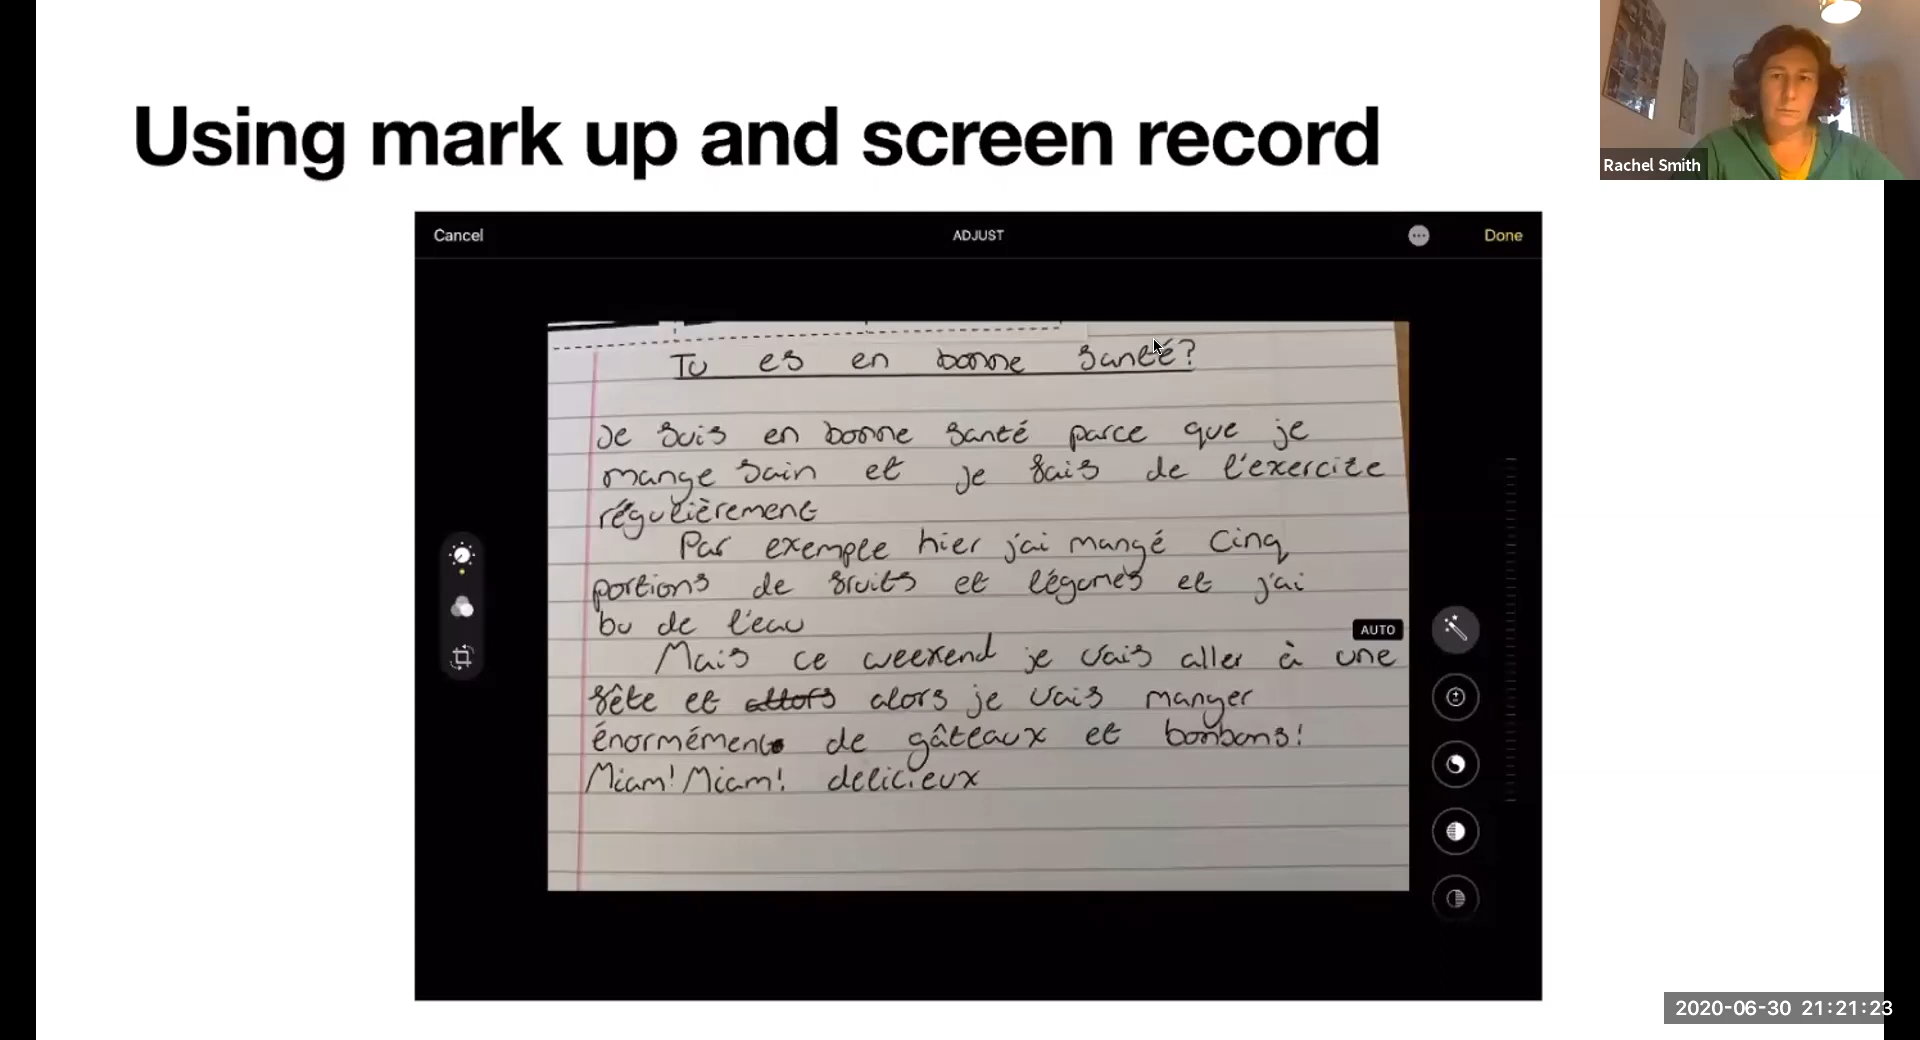 Using mark up and screen record
Rachel Smith
Cancel
ADJUST
Done
Tu es en bonne santé?
Je suis en bonne santé parce que je
mange sain et je fais de l'exercice
régulièrement
Par exemple hier j'ai mangé cinq
portions de fruits et légumes et j'ai
bu de l'eau
Mais ce weekend je vais aller à une
fête et allors alors je vais manger
énormément de gâteaux et bonbons!
Miam! Miam! delicieux
AUTO
2020-06-30 21:21:23